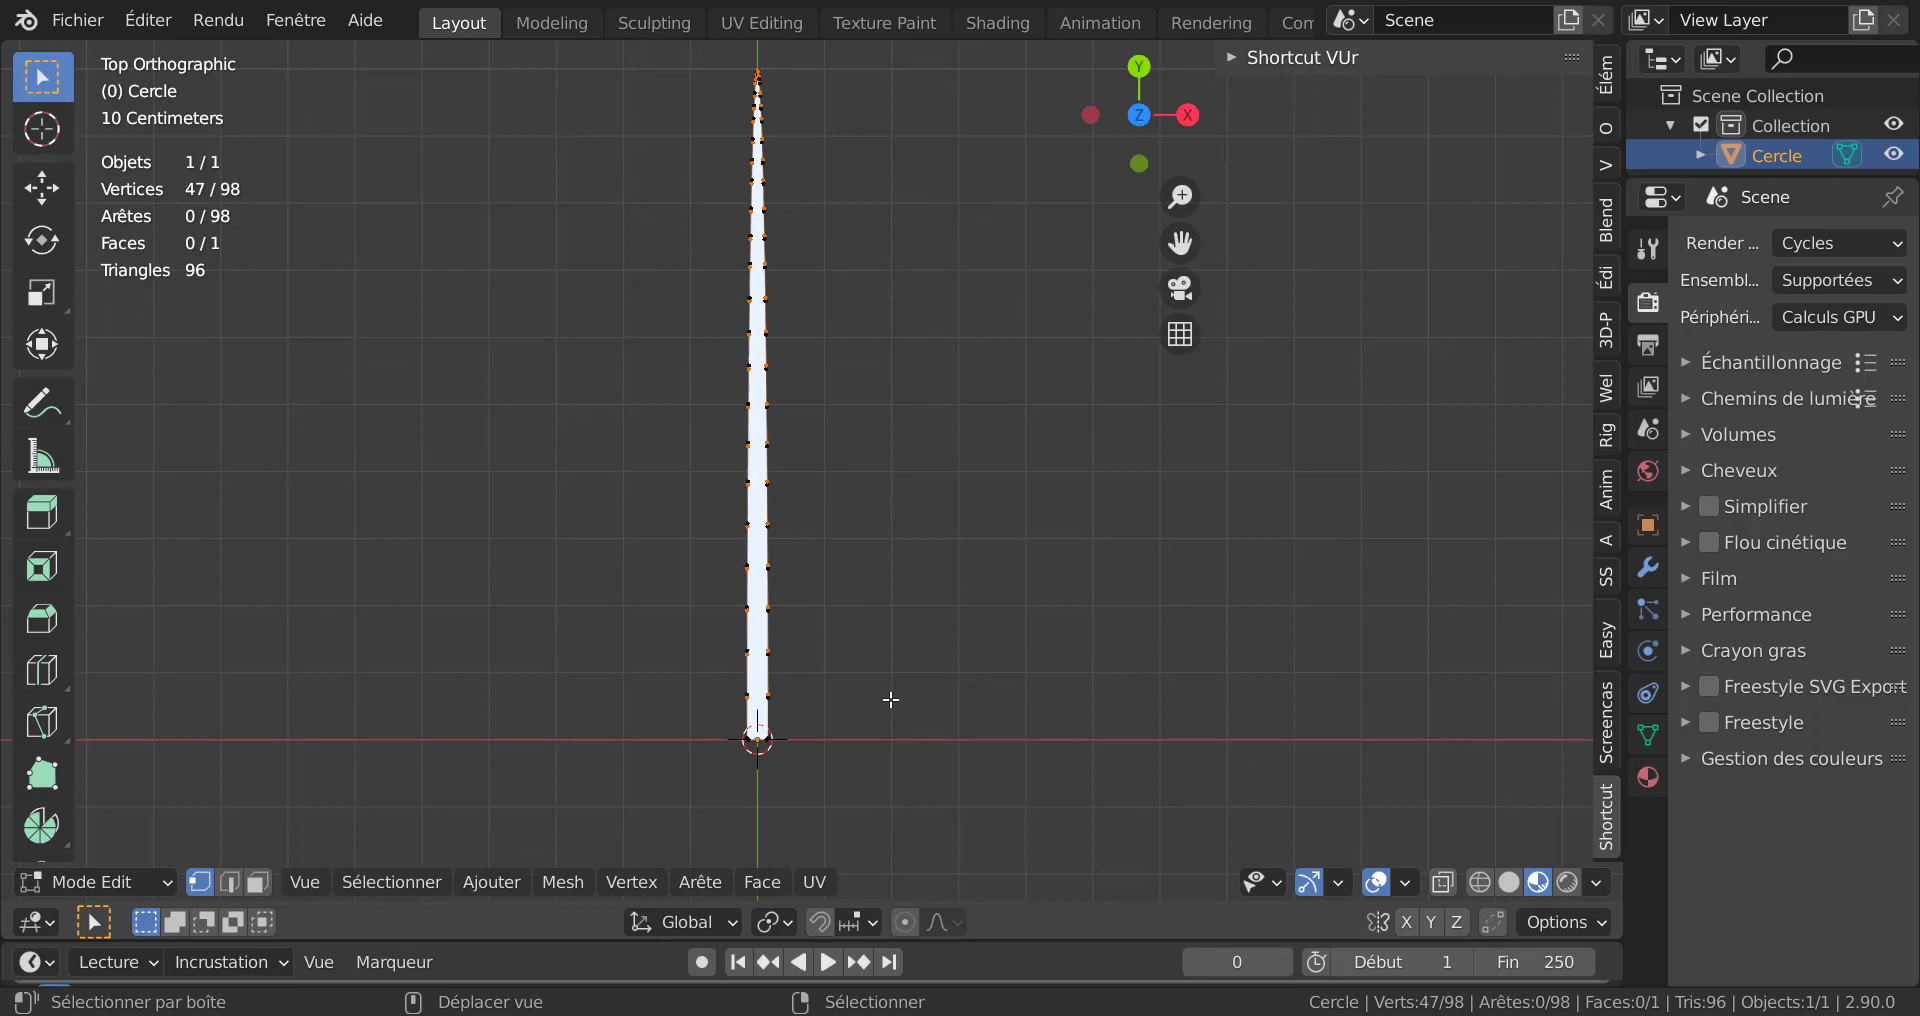 Fichier Éditer Rendu Fenêtre Aide Layout Modeling Sculpting UV Editing Texture Paint Shading Animation Rendering Com Scene View Layer
Top Orthographic
(0) Cercle
10 Centimeters
Objets 1 / 1
Vertices 47 / 98
Arêtes 0 / 98
Faces 0 / 1
Triangles 96
Shortcut VUr
Y
Z
X
Élém
O
V
Blend
Édi
3D-P
Wel
Rig
Anim
A
SS
Easy
Screencas
Shortcut
Scene Collection
Collection
Cercle
Scene
Render ... Cycles
Ensembl... Supportées
Périphéri... Calculs GPU
Échantillonnage
Chemins de lumière
Volumes
Cheveux
Simplifier
Flou cinétique
Film
Performance
Crayon gras
Freestyle SVG Export
Freestyle
Gestion des couleurs
Mode Edit Vue Sélectionner Ajouter Mesh Vertex Arête Face UV
Global X Y Z Options
Lecture Incrustation Vue Marqueur 0 Début 1 Fin 250
Sélectionner par boîte Déplacer vue Sélectionner Cercle | Verts:47/98 | Arêtes:0/98 | Faces:0/1 | Tris:96 | Objects:1/1 | 2.90.0